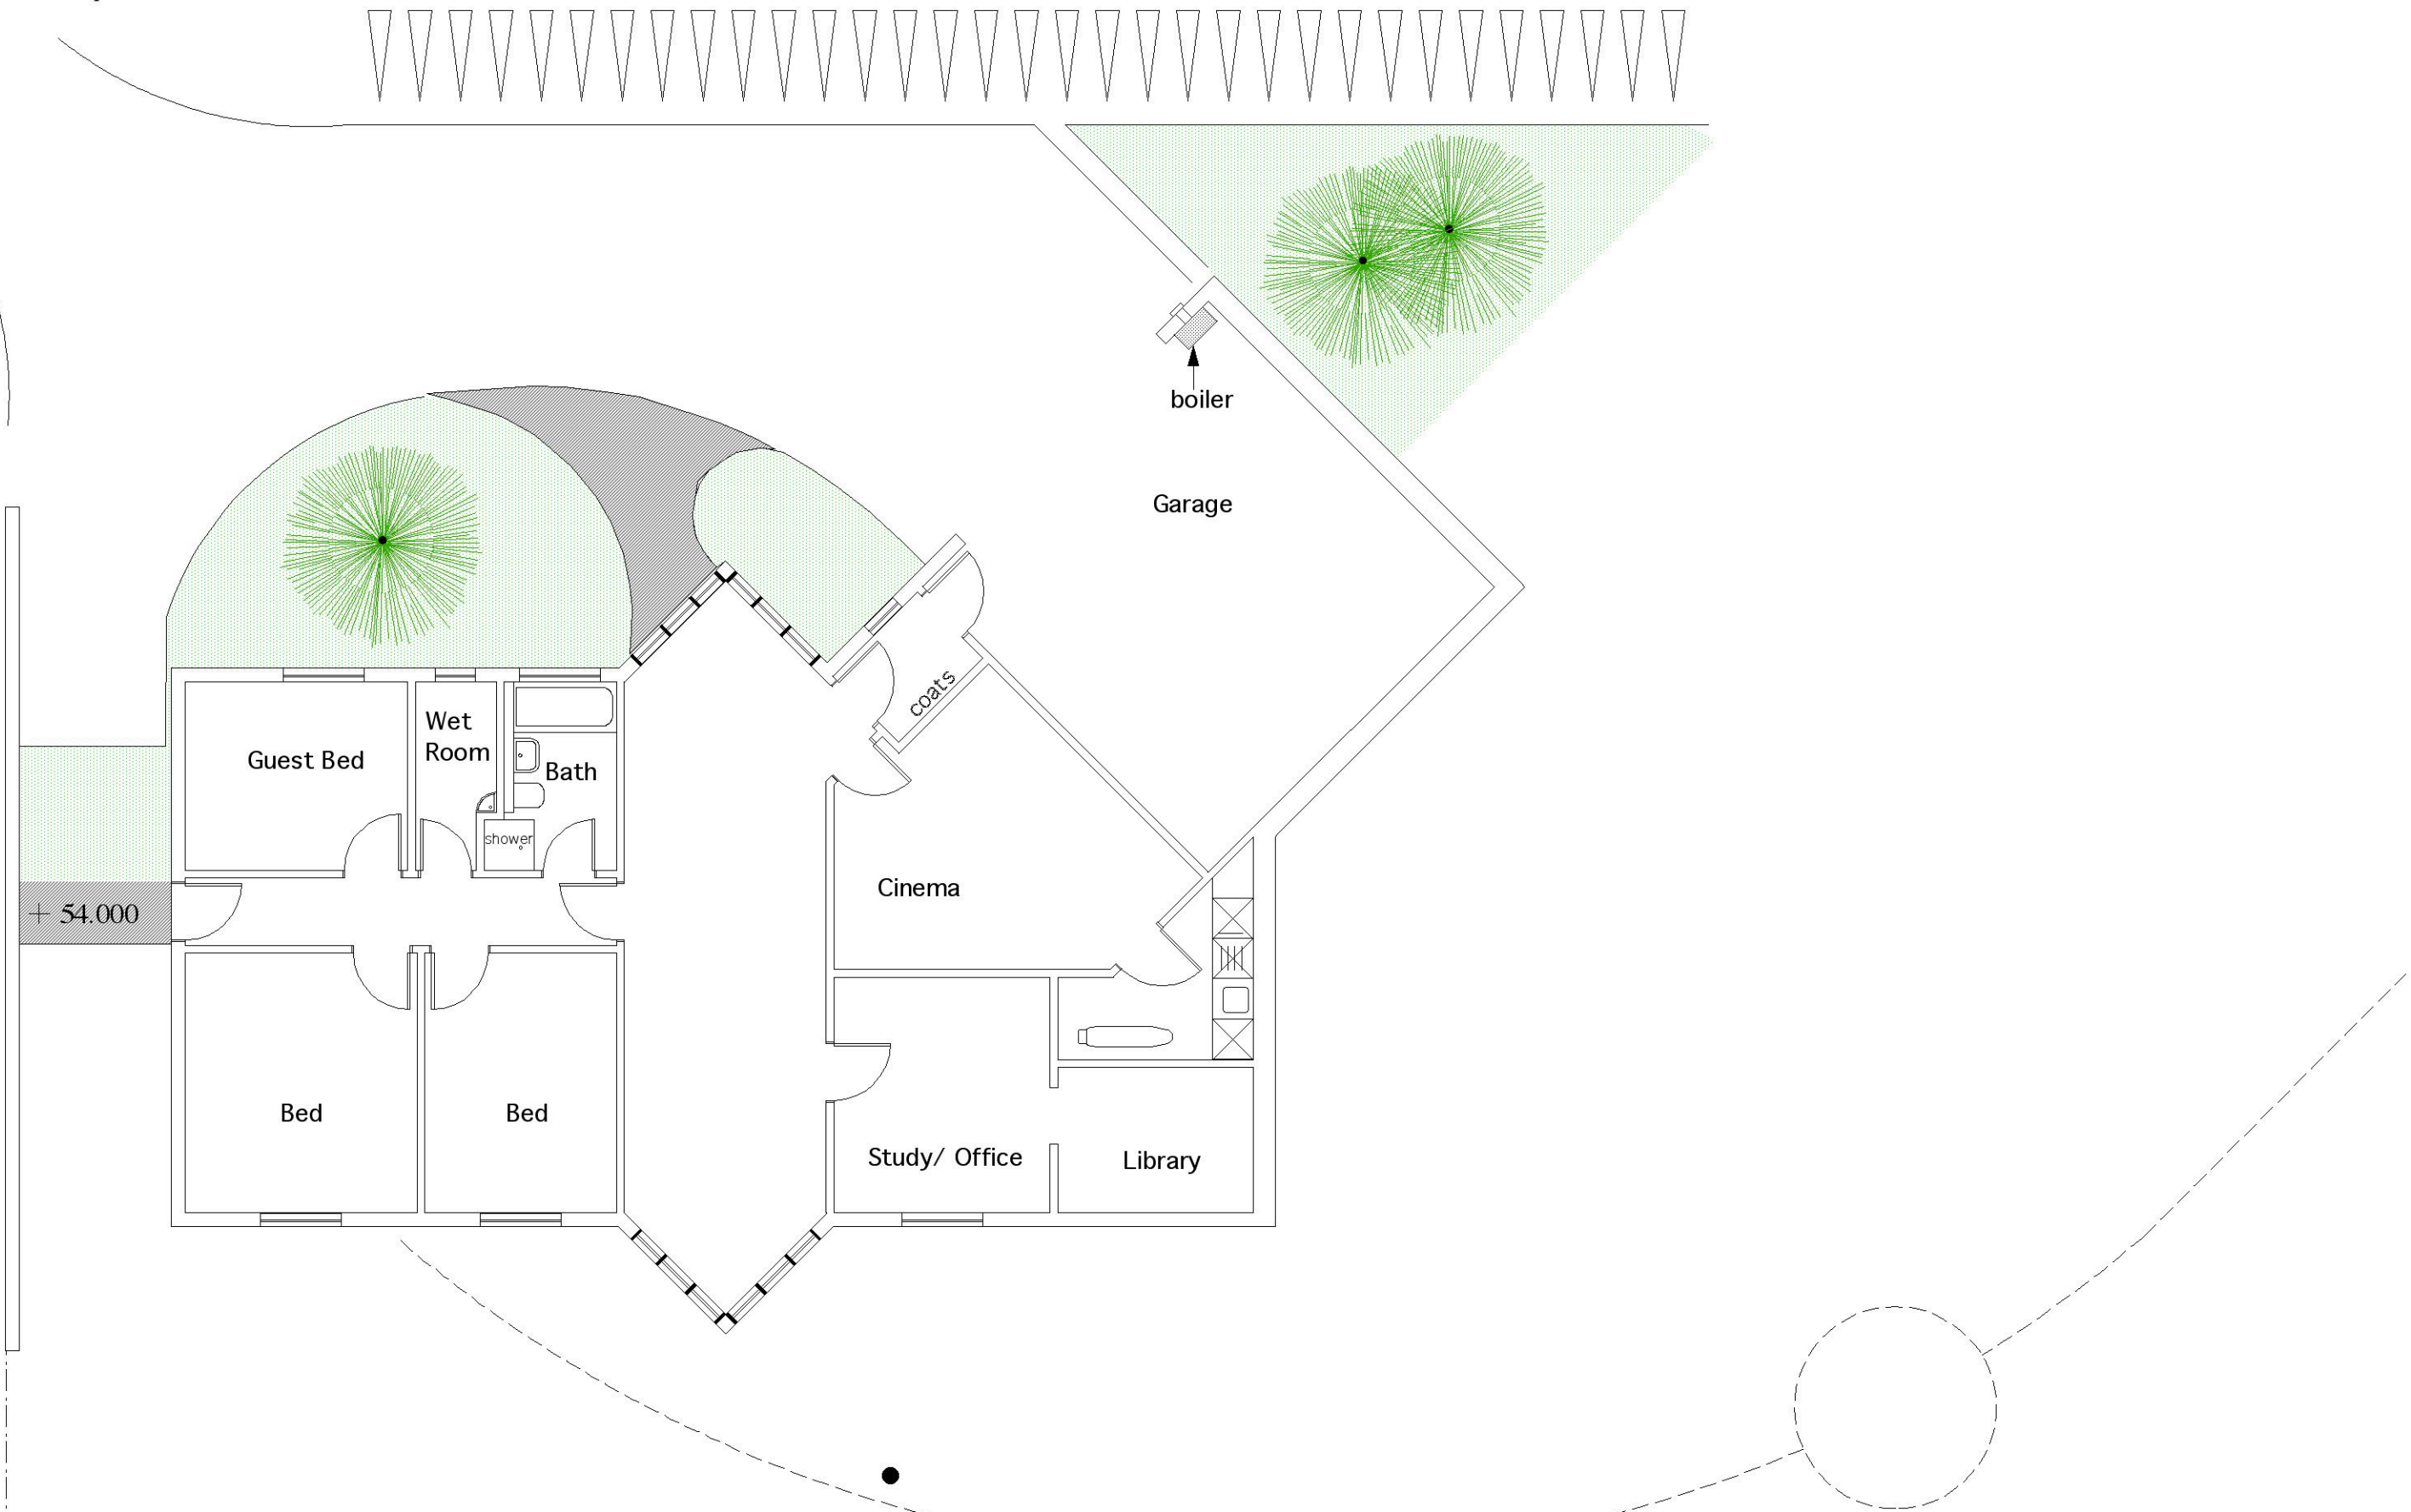 boiler
Garage
coats
Wet
Room
Guest Bed
Bath
shower
Cinema
+ 54.000
Bed
Bed
Study/ Office
Library